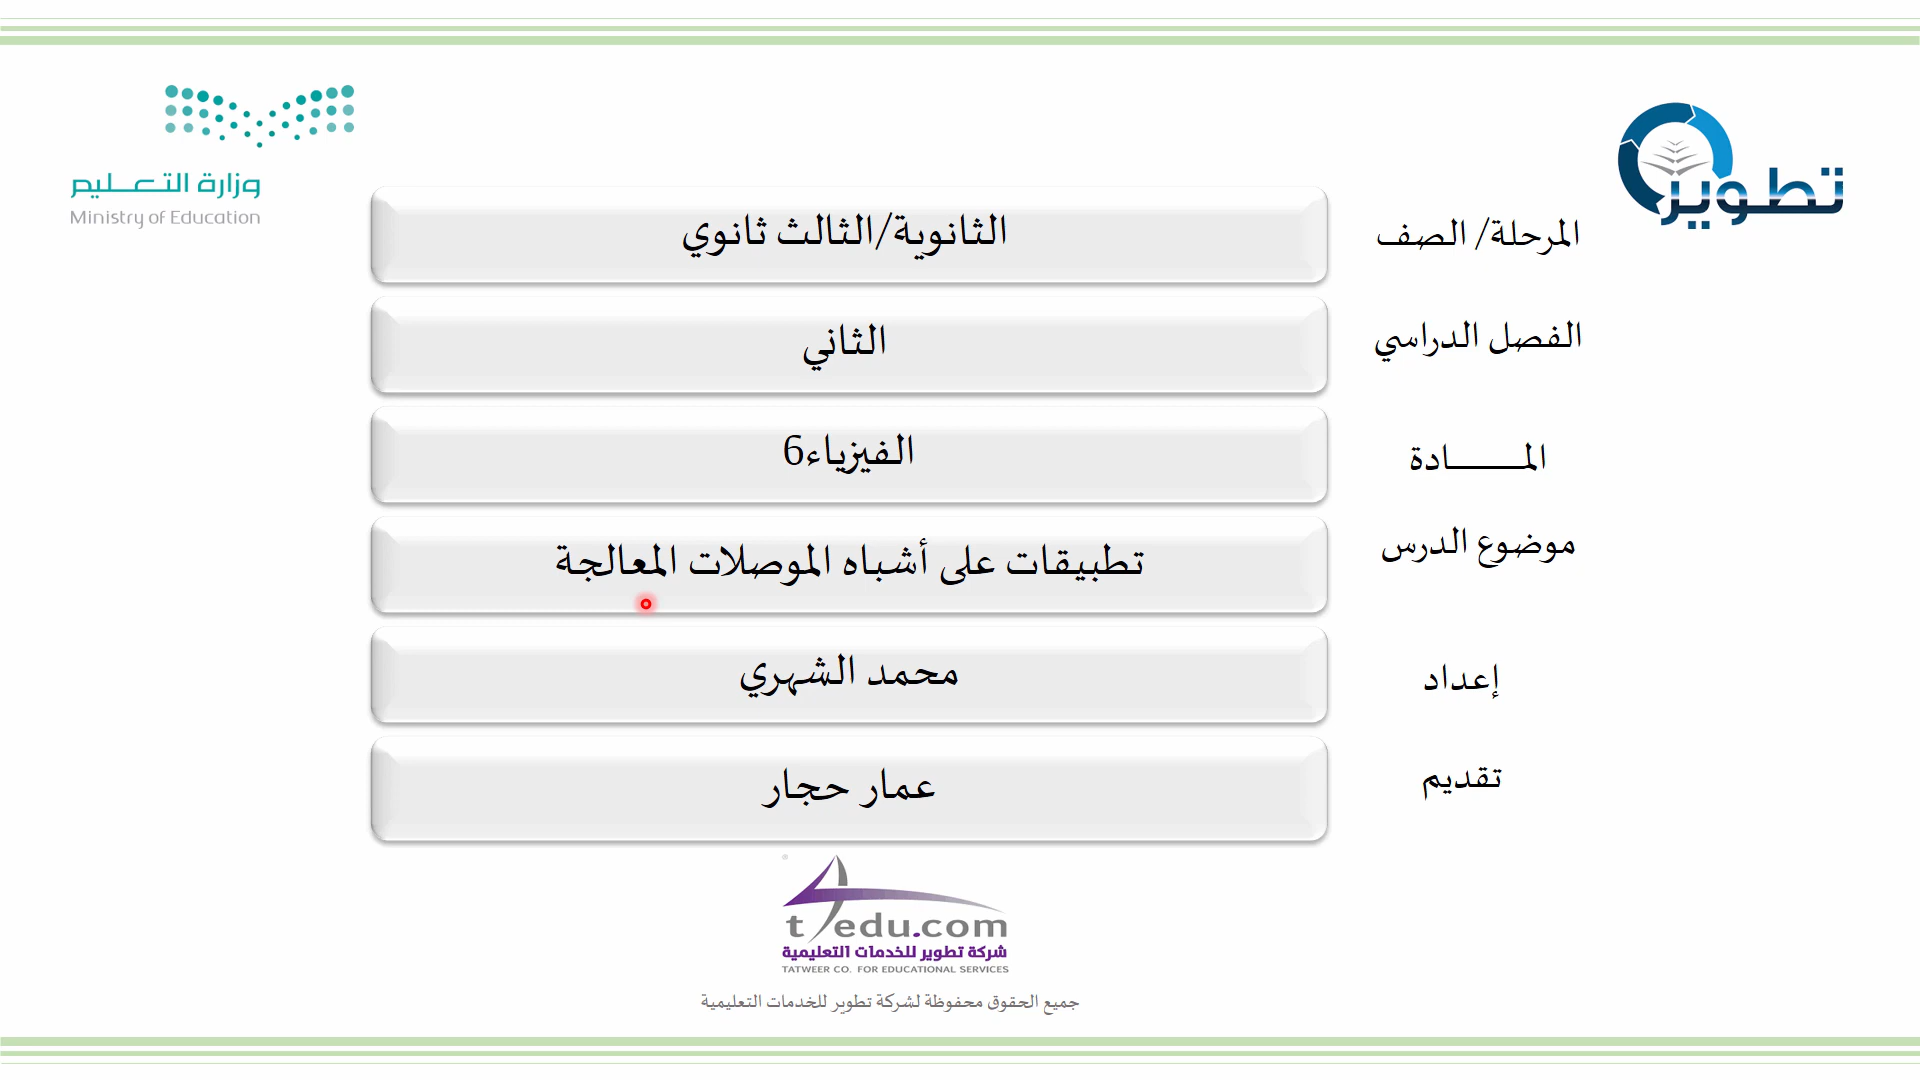 تطوير
وزارة التعليم
Ministry of Education
المرحلة/ الصف
الثانوية/الثالث ثانوي
الفصل الدراسي
الثاني
المـــــــــادة
الفيزياء6
موضوع الدرس
تطبيقات على أشباه الموصلات المعالجة
إعداد
محمد الشهري
تقديم
عمار حجار
t4edu.com
شركة تطوير للخدمات التعليمية
TATWEER CO. FOR EDUCATIONAL SERVICES
جميع الحقوق محفوظة لشركة تطوير للخدمات التعليمية